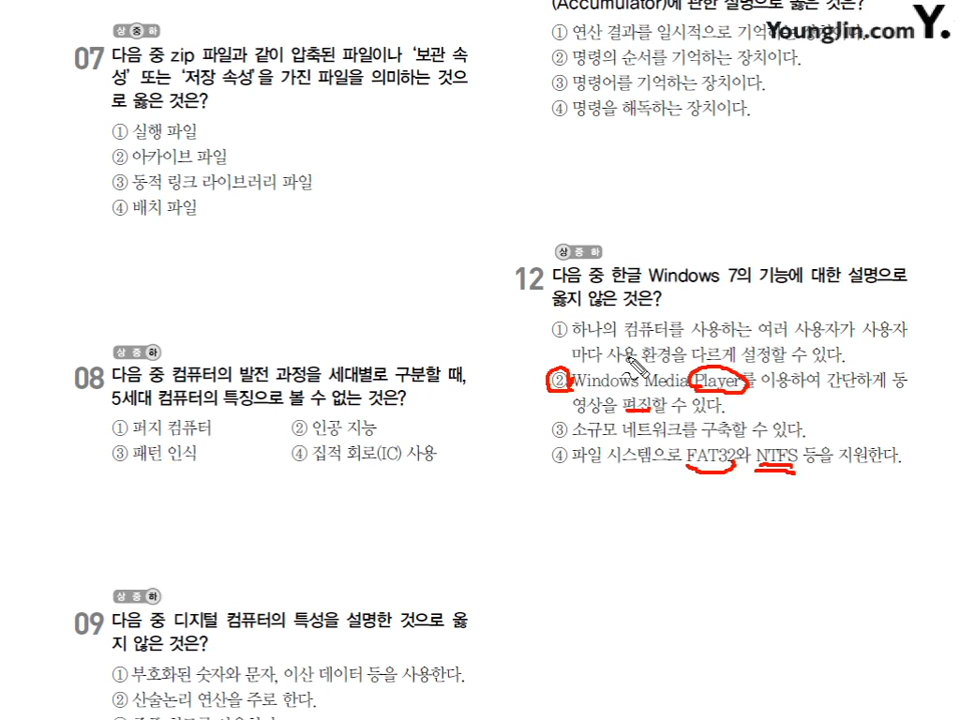 상 중 하
07 다음 중 zip 파일과 같이 압축된 파일이나 ‘보관 속
성’ 또는 ‘저장 속성’을 가진 파일을 의미하는 것으
로 옳은 것은?
① 실행 파일
② 아카이브 파일
③ 동적 링크 라이브러리 파일
④ 배치 파일
상 중 하
08 다음 중 컴퓨터의 발전 과정을 세대별로 구분할 때,
5세대 컴퓨터의 특징으로 볼 수 없는 것은?
① 퍼지 컴퓨터 ② 인공 지능
③ 패턴 인식 ④ 집적 회로(IC) 사용
상 중 하
09 다음 중 디지털 컴퓨터의 특성을 설명한 것으로 옳
지 않은 것은?
① 부호화된 숫자와 문자, 이산 데이터 등을 사용한다.
② 산술논리 연산을 주로 한다.
(Accumulator)에 관한 설명으로 옳은 것은?
Younglin.com Y.
① 연산 결과를 일시적으로 기억하는 장치이다.
② 명령의 순서를 기억하는 장치이다.
③ 명령어를 기억하는 장치이다.
④ 명령을 해독하는 장치이다.
상 중 하
12 다음 중 한글 Windows 7의 기능에 대한 설명으로
옳지 않은 것은?
① 하나의 컴퓨터를 사용하는 여러 사용자가 사용자
마다 사용 환경을 다르게 설정할 수 있다.
② Windows Media Player를 이용하여 간단하게 동
영상을 편집할 수 있다.
③ 소규모 네트워크를 구축할 수 있다.
④ 파일 시스템으로 FAT32와 NTFS 등을 지원한다.